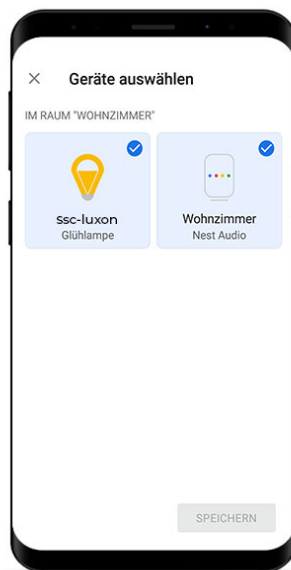 Geräte auswählen
IM RAUM "WOHNZIMMER"
ssc-luxon
Glühlampe
Wohnzimmer
Nest Audio
SPEICHERN